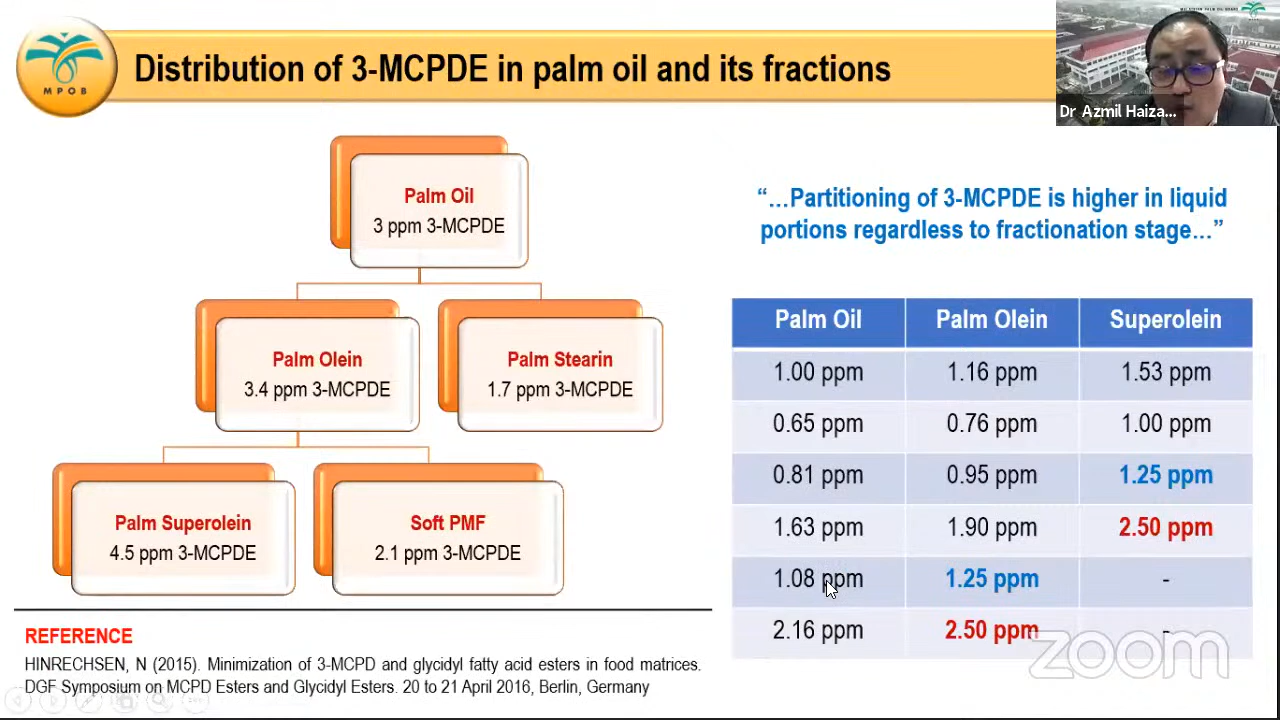 MPOB
Distribution of 3-MCPDE in palm oil and its fractions
Dr Azmil Haiza...
Palm Oil
3 ppm 3-MCPDE
Palm Olein
3.4 ppm 3-MCPDE
Palm Stearin
1.7 ppm 3-MCPDE
Palm Superolein
4.5 ppm 3-MCPDE
Soft PMF
2.1 ppm 3-MCPDE
“...Partitioning of 3-MCPDE is higher in liquid
portions regardless to fractionation stage...”
Palm Oil Palm Olein Superolein
1.00 ppm 1.16 ppm 1.53 ppm
0.65 ppm 0.76 ppm 1.00 ppm
0.81 ppm 0.95 ppm 1.25 ppm
1.63 ppm 1.90 ppm 2.50 ppm
1.08 ppm 1.25 ppm -
2.16 ppm 2.50 ppm -
zoom
REFERENCE
HINRECHSEN, N (2015). Minimization of 3-MCPD and glycidyl fatty acid esters in food matrices.
DGF Symposium on MCPD Esters and Glycidyl Esters. 20 to 21 April 2016, Berlin, Germany